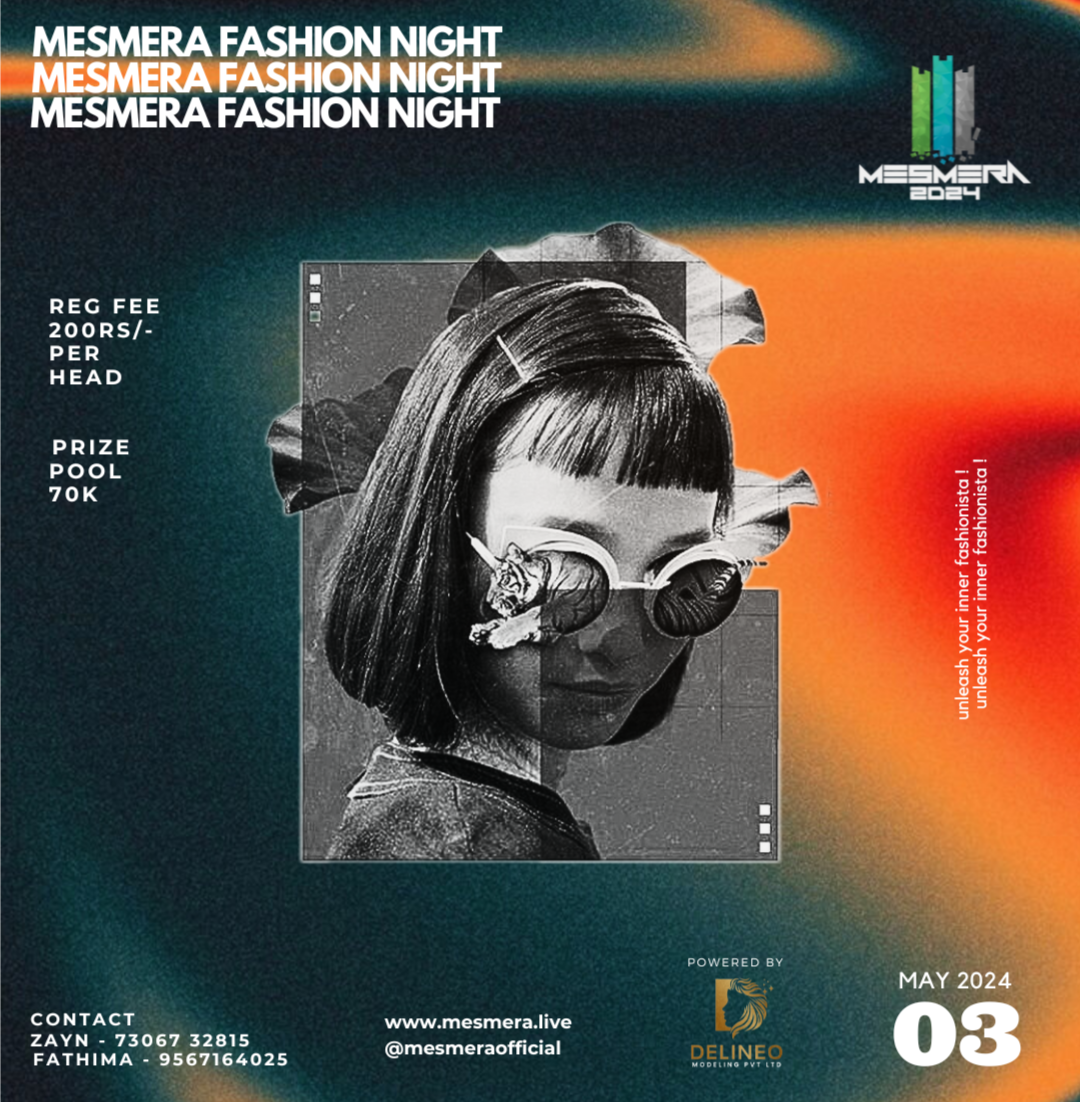 MESMERA FASHION NIGHT
MESMERA FASHION NIGHT
MESMERA FASHION NIGHT
MESMERA
2024
REG FEE
200RS/-
PER
HEAD
PRIZE
POOL
70K
unleash your inner fashionista !
unleash your inner fashionista !
CONTACT
ZAYN - 73067 32815
FATHIMA - 9567164025
www.mesmera.live
@mesmeraofficial
POWERED BY
DELINEO
MODELING PVT LTD
MAY 2024
03